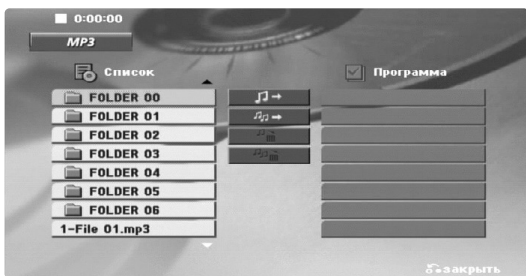 0:00:00
MP3
Список
Программа
FOLDER 00
FOLDER 01
FOLDER 02
FOLDER 03
FOLDER 04
FOLDER 05
FOLDER 06
1-File 01.mp3
закрыть